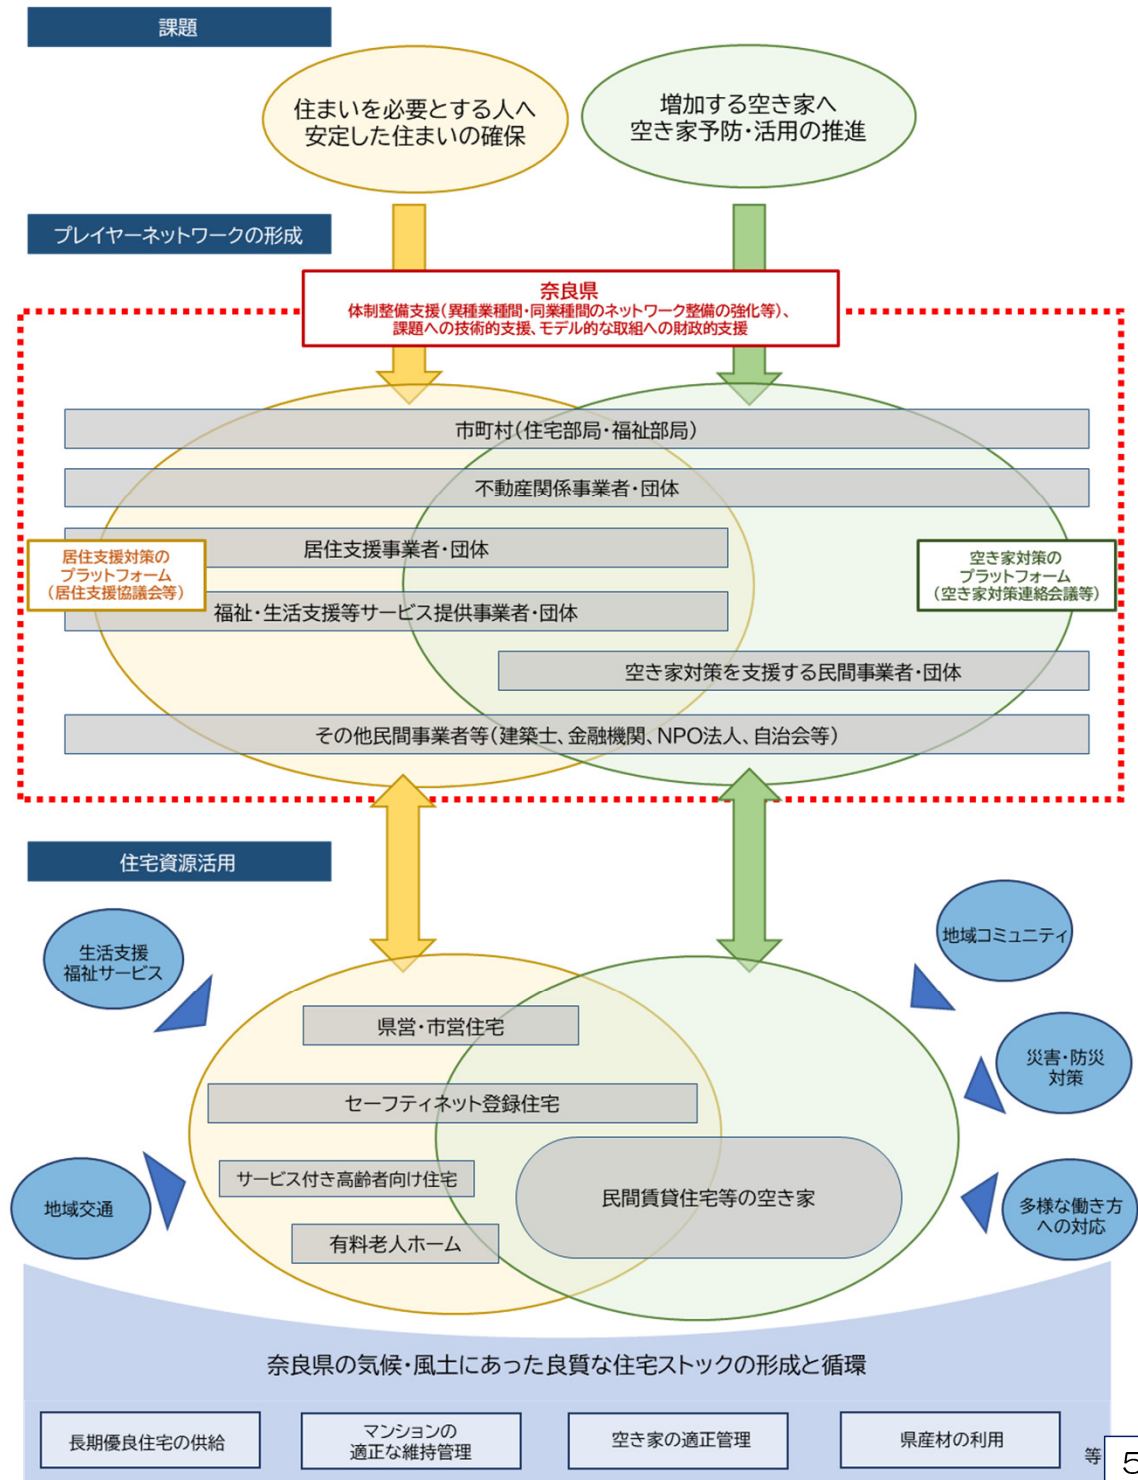 課題
住まいを必要とする人へ
安定した住まいの確保
増加する空き家へ
空き家予防・活用の推進
プレイヤーネットワークの形成
奈良県
体制整備支援(異種業種間・同業種間のネットワーク整備の強化等)、
課題への技術的支援、モデル的な取組への財政的支援
市町村(住宅部局・福祉部局)
不動産関係事業者・団体
居住支援事業者・団体
居住支援対策の
プラットフォーム
(居住支援協議会等)
空き家対策の
プラットフォーム
(空き家対策連絡会議等)
福祉・生活支援等サービス提供事業者・団体
空き家対策を支援する民間事業者・団体
その他民間事業者等(建築士、金融機関、NPO法人、自治会等)
住宅資源活用
生活支援
福祉サービス
地域コミュニティ
県営・市営住宅
災害・防災
対策
セーフティネット登録住宅
サービス付き高齢者向け住宅
民間賃貸住宅等の空き家
地域交通
多様な働き方
への対応
有料老人ホーム
奈良県の気候・風土にあった良質な住宅ストックの形成と循環
長期優良住宅の供給
マンションの
適正な維持管理
空き家の適正管理
県産材の利用
等
5